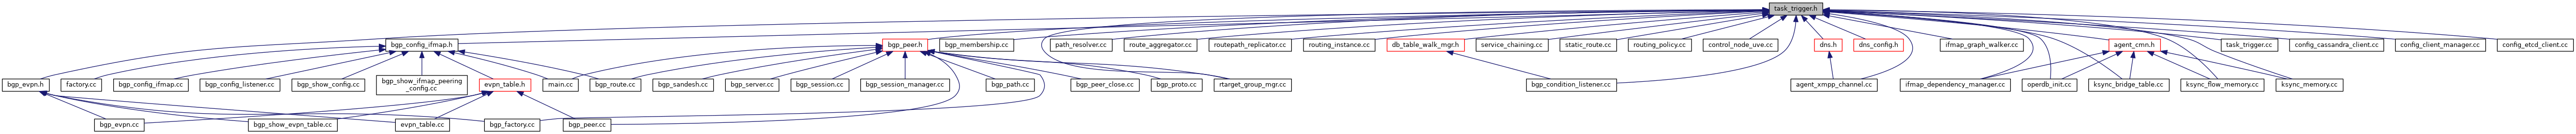 task_trigger.h
bgp_config_ifmap.h
bgp_peer.h
bgp_membership.cc
path_resolver.cc
route_aggregator.cc
routepath_replicator.cc
routing_instance.cc
db_table_walk_mgr.h
service_chaining.cc
static_route.cc
routing_policy.cc
control_node_uve.cc
dns.h
dns_config.h
ifmap_graph_walker.cc
agent_cmn.h
task_trigger.cc
config_cassandra_client.cc
config_client_manager.cc
config_etcd_client.cc
bgp_evpn.h
factory.cc
bgp_config_ifmap.cc
bgp_config_listener.cc
bgp_show_config.cc
bgp_show_ifmap_peering
_config.cc
evpn_table.h
main.cc
bgp_route.cc
bgp_sandesh.cc
bgp_server.cc
bgp_session.cc
bgp_session_manager.cc
bgp_path.cc
bgp_peer_close.cc
bgp_proto.cc
rtarget_group_mgr.cc
bgp_condition_listener.cc
agent_xmpp_channel.cc
ifmap_dependency_manager.cc
operdb_init.cc
ksync_bridge_table.cc
ksync_flow_memory.cc
ksync_memory.cc
bgp_evpn.cc
bgp_show_evpn_table.cc
evpn_table.cc
bgp_factory.cc
bgp_peer.cc